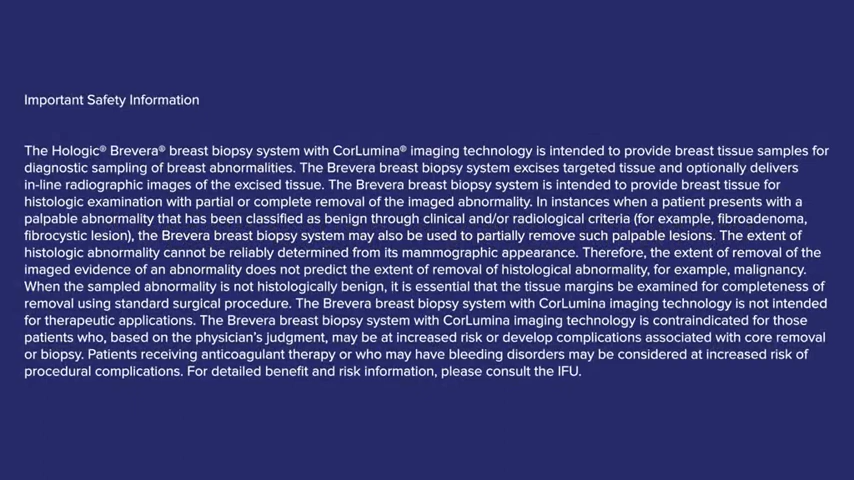 Important Safety Information
The Hologic® Brevera® breast biopsy system with CorLumina® imaging technology is intended to provide breast tissue samples for
diagnostic sampling of breast abnormalities. The Brevera breast biopsy system excises targeted tissue and optionally delivers
in-line radiographic images of the excised tissue. The Brevera breast biopsy system is intended to provide breast tissue for
histologic examination with partial or complete removal of the imaged abnormality. In instances when a patient presents with a
palpable abnormality that has been classified as benign through clinical and/or radiological criteria (for example, fibroadenoma,
fibrocystic lesion), the Brevera breast biopsy system may also be used to partially remove such palpable lesions. The extent of
histologic abnormality cannot be reliably determined from its mammographic appearance. Therefore, the extent of removal of the
imaged evidence of an abnormality does not predict the extent of removal of histological abnormality, for example, malignancy.
When the sampled abnormality is not histologically benign, it is essential that the tissue margins be examined for completeness of
removal using standard surgical procedure. The Brevera breast biopsy system with CorLumina imaging technology is not intended
for therapeutic applications. The Brevera breast biopsy system with CorLumina imaging technology is contraindicated for those
patients who, based on the physician's judgment, may be at increased risk or develop complications associated with core removal
or biopsy. Patients receiving anticoagulant therapy or who may have bleeding disorders may be considered at increased risk of
procedural complications. For detailed benefit and risk information, please consult the IFU.